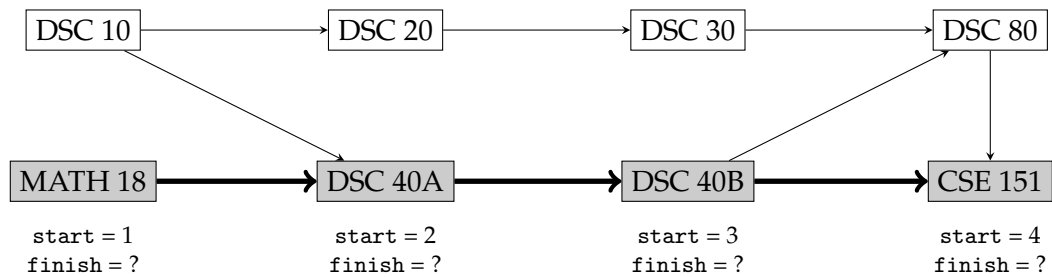 DSC 10 DSC 20 DSC 30 DSC 80
MATH 18 DSC 40A DSC 40B CSE 151
start = 1 start = 2 start = 3 start = 4
finish = ? finish = ? finish = ? finish = ?